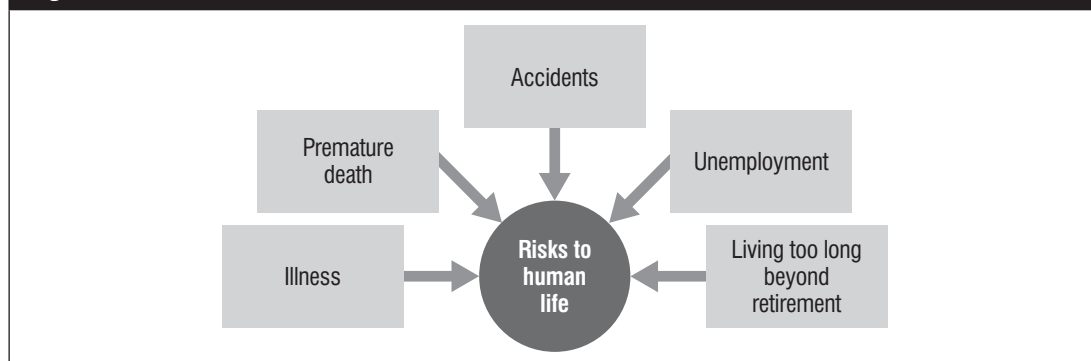 Accidents
Premature
death
Unemployment
Illness
Risks to
human
life
Living too long
beyond
retirement